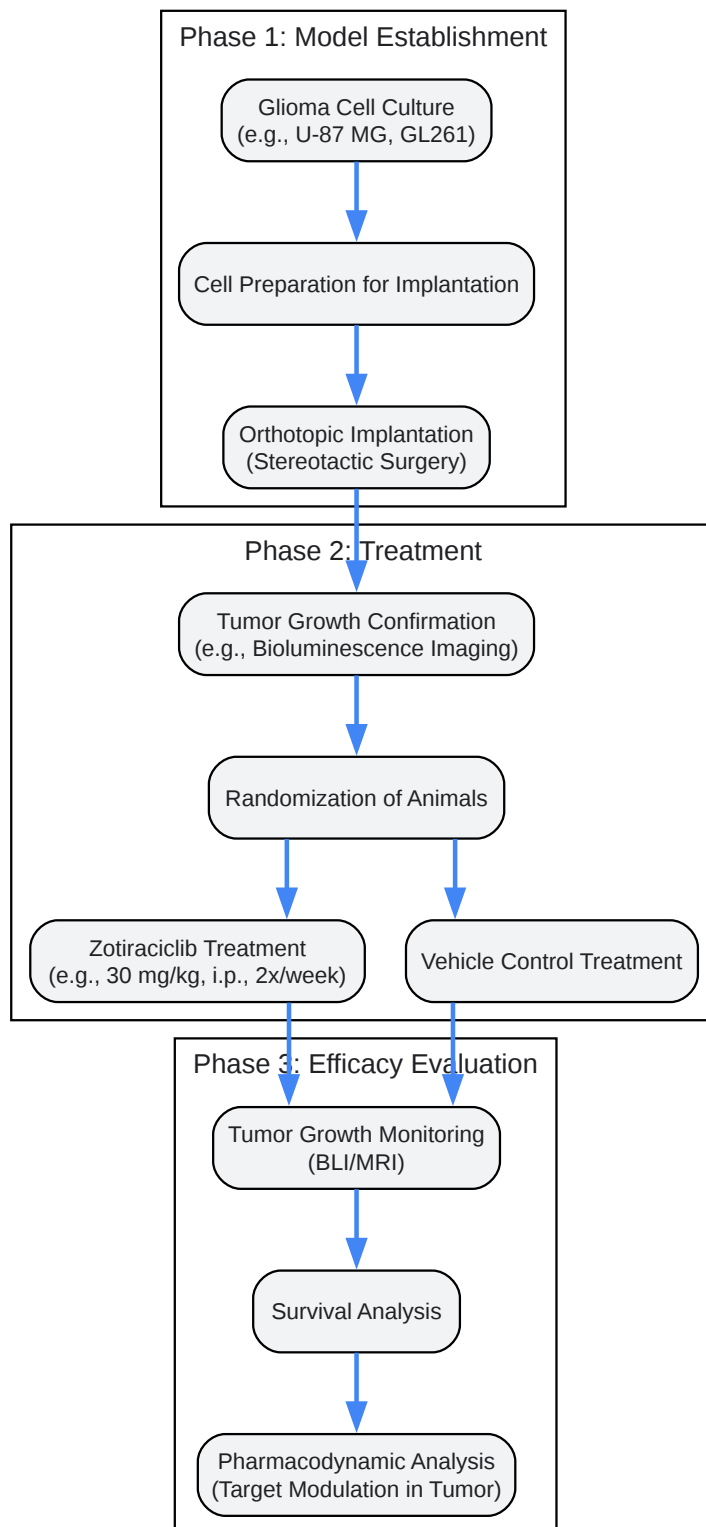 Phase 1: Model Establishment
Glioma Cell Culture
(e.g., U-87 MG, GL261)
Cell Preparation for Implantation
Orthotopic Implantation
(Stereotactic Surgery)
Phase 2: Treatment
Tumor Growth Confirmation
(e.g., Bioluminescence Imaging)
Randomization of Animals
Zotiraciclib Treatment
(e.g., 30 mg/kg, i.p., 2x/week)
Vehicle Control Treatment
Phase 3: Efficacy Evaluation
Tumor Growth Monitoring
(BLI/MRI)
Survival Analysis
Pharmacodynamic Analysis
(Target Modulation in Tumor)